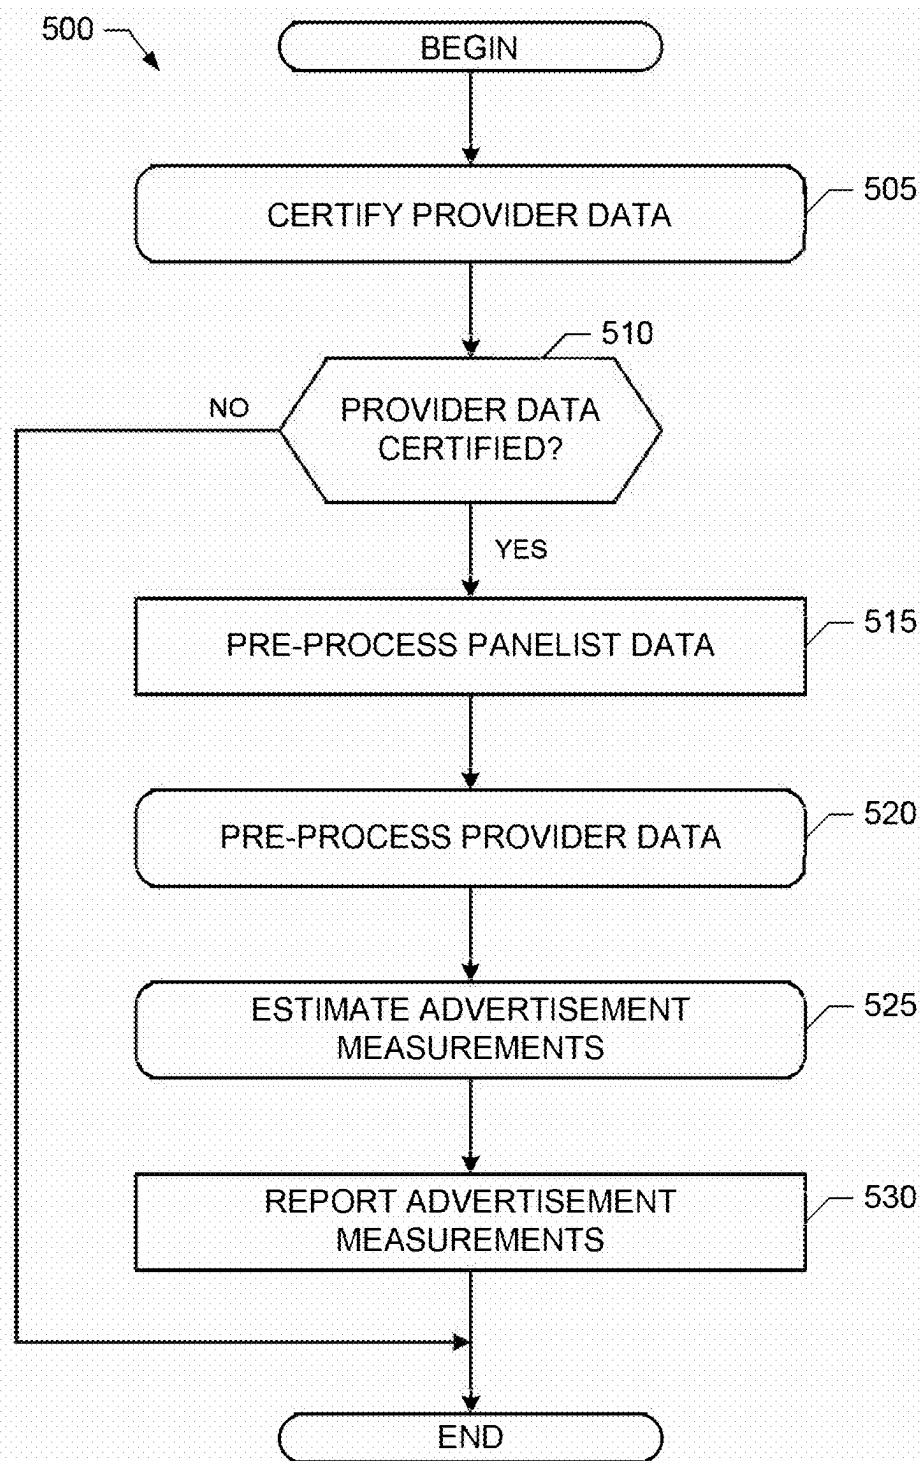 500
BEGIN
CERTIFY PROVIDER DATA
505
510
PROVIDER DATA
CERTIFIED?
NO
YES
PRE-PROCESS PANELIST DATA
515
PRE-PROCESS PROVIDER DATA
520
ESTIMATE ADVERTISEMENT
MEASUREMENTS
525
REPORT ADVERTISEMENT
MEASUREMENTS
530
END